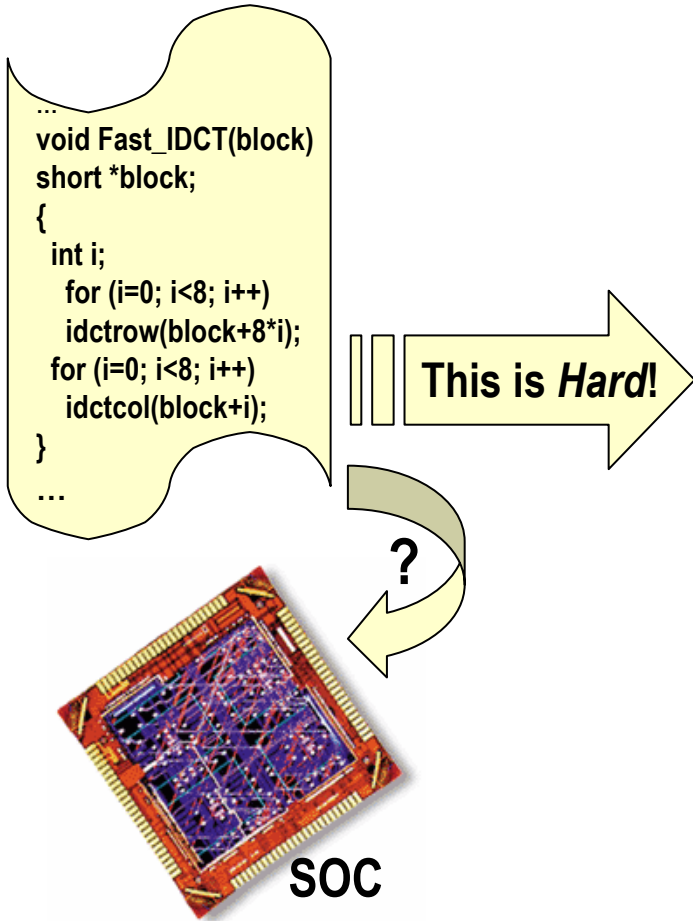 ...
void Fast_IDCT(block)
short *block;
{
int i;
for (i=0; i<8; i++)
idctrow(block+8*i);
for (i=0; i<8; i++)
idctcol(block+i);
}
...
This is Hard!
?
SOC